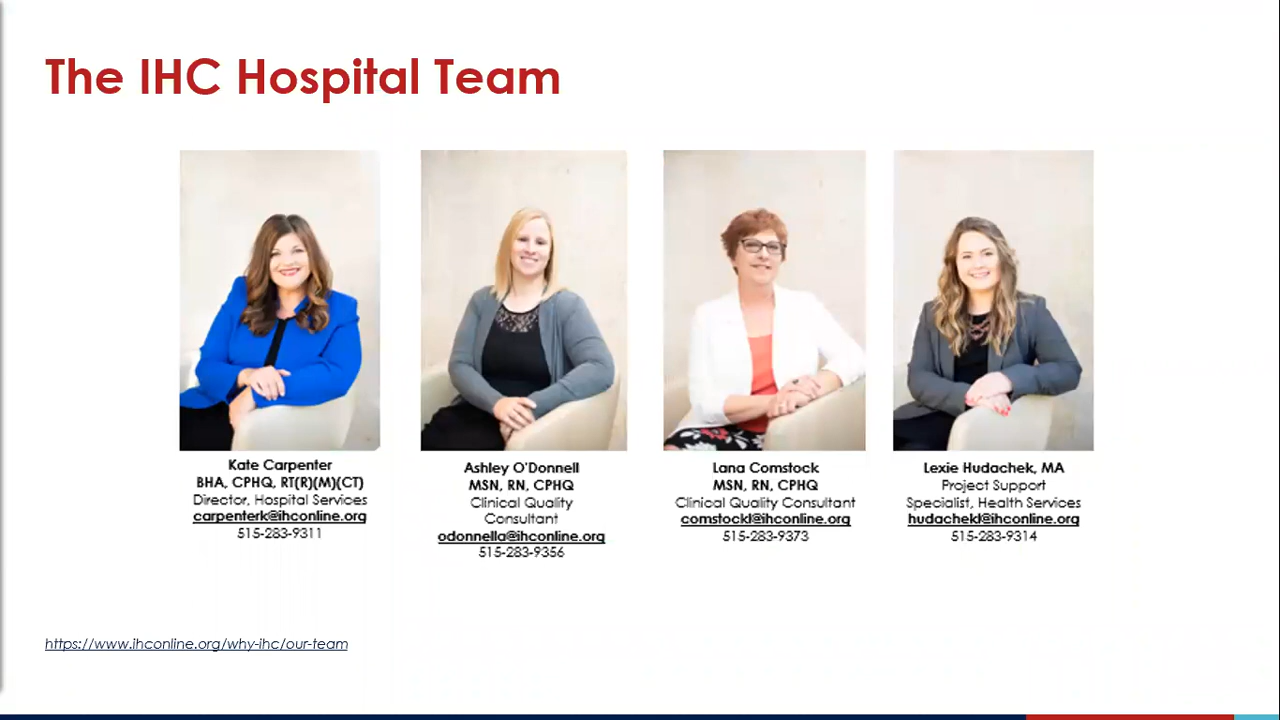 The IHC Hospital Team
Kate Carpenter
BHA, CPHQ, RT(R)(M)(CT)
Director, Hospital Services
carpenterk@ihconline.org
515-283-9311
Ashley O'Donnell
MSN, RN, CPHQ
Clinical Quality
Consultant
odonnella@ihconline.org
515-283-9356
Lana Comstock
MSN, RN, CPHQ
Clinical Quality Consultant
comstockl@ihconline.org
515-283-9373
Lexie Hudachek, MA
Project Support
Specialist, Health Services
hudachekl@ihconline.org
515-283-9314
https://www.ihconline.org/why-ihc/our-team